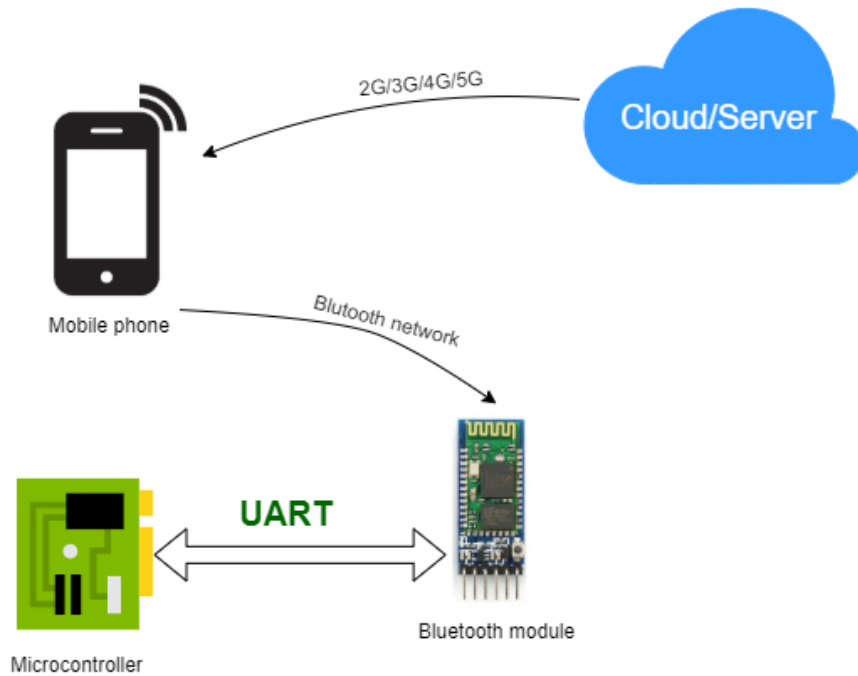 2G/3G/4G/5G
Cloud/Server
Mobile phone
Blutooth network
UART
Bluetooth module
Microcontroller